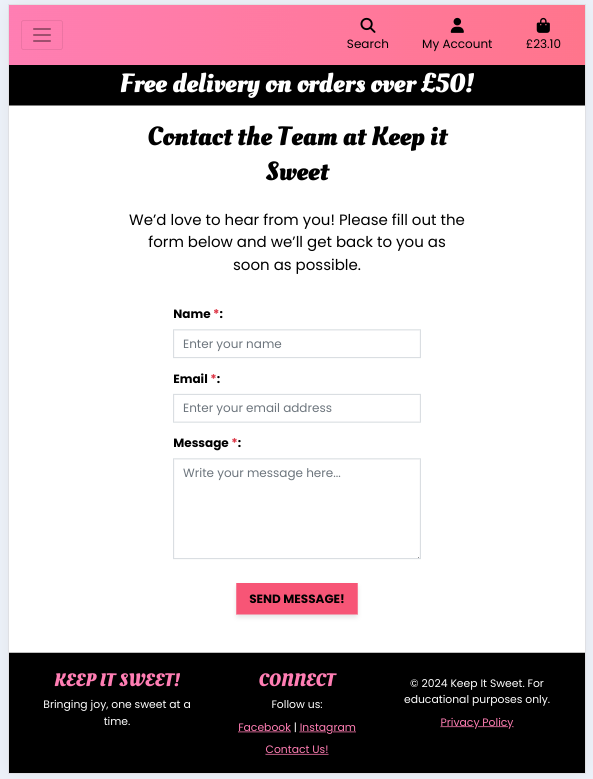 Search
My Account
£23.10
Free delivery on orders over £50!
Contact the Team at Keep it
Sweet
We’d love to hear from you! Please fill out the
form below and we’ll get back to you as
soon as possible.
Name *:
Enter your name
Email *:
Enter your email address
Message *:
Write your message here...
SEND MESSAGE!
KEEP IT SWEET!
Bringing joy, one sweet at a
time.
CONNECT
Follow us:
Facebook | Instagram
Contact Us!
© 2024 Keep It Sweet. For
educational purposes only.
Privacy Policy